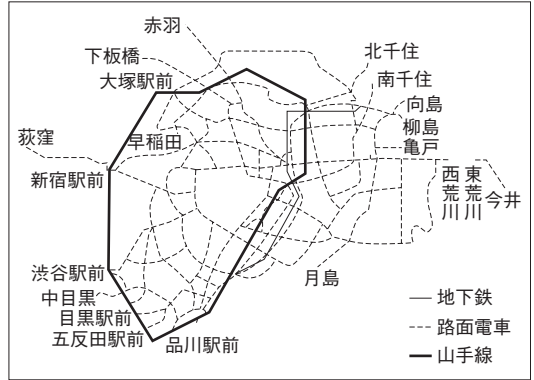 赤羽
下板橋
大塚駅前
北千住
南千住
向島
柳島
亀戸
荻窪
早稲田
新宿駅前
西荒川
東荒川
今井
渋谷駅前
中目黒
目黒駅前
五反田駅前
品川駅前
月島
地下鉄
路面電車
山手線